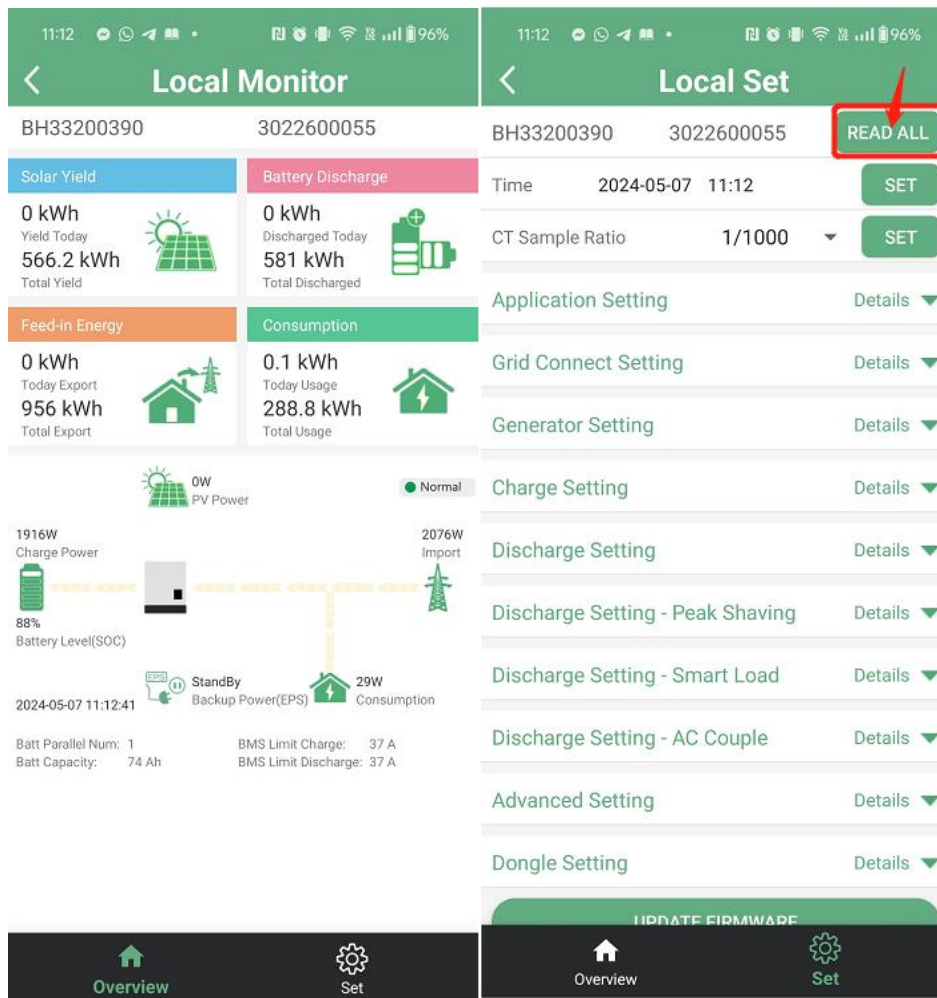 11:12
96%
Local Monitor
BH33200390 3022600055
Solar Yield
0 kWh
Yield Today
566.2 kWh
Total Yield
Battery Discharge
0 kWh
Discharged Today
581 kWh
Total Discharged
Feed-in Energy
0 kWh
Today Export
956 kWh
Total Export
Consumption
0.1 kWh
Today Usage
288.8 kWh
Total Usage
0W
PV Power
Normal
1916W
Charge Power
2076W
Import
88%
Battery Level(SOC)
EPS
StandBy
Backup Power(EPS)
29W
Consumption
2024-05-07 11:12:41
Batt Parallel Num: 1
BMS Limit Charge: 37 A
Batt Capacity: 74 Ah
BMS Limit Discharge: 37 A
Overview
Set
11:12
96%
Local Set
BH33200390 3022600055 READ ALL
Time 2024-05-07 11:12 SET
CT Sample Ratio 1/1000 SET
Application Setting Details
Grid Connect Setting Details
Generator Setting Details
Charge Setting Details
Discharge Setting Details
Discharge Setting - Peak Shaving Details
Discharge Setting - Smart Load Details
Discharge Setting - AC Couple Details
Advanced Setting Details
Dongle Setting Details
UPDATE FIRMWARE
Overview
Set